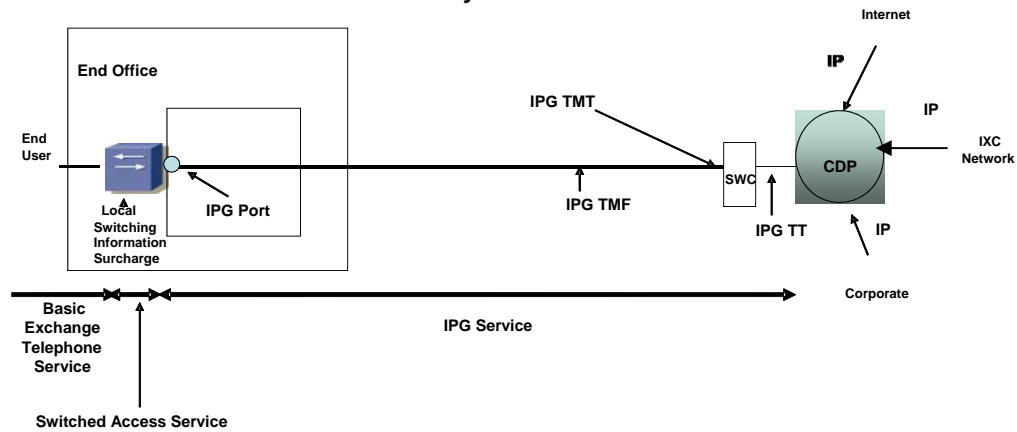 Internet
IP
End Office
IPG TMT
IP
End
User
IXC
Network
CDP
SWC
IPG Port
IPG TMF
Local
Switching
Information
Surcharge
IPG TT
IP
Corporate
Basic
Exchange
Telephone
Service
IPG Service
Switched Access Service